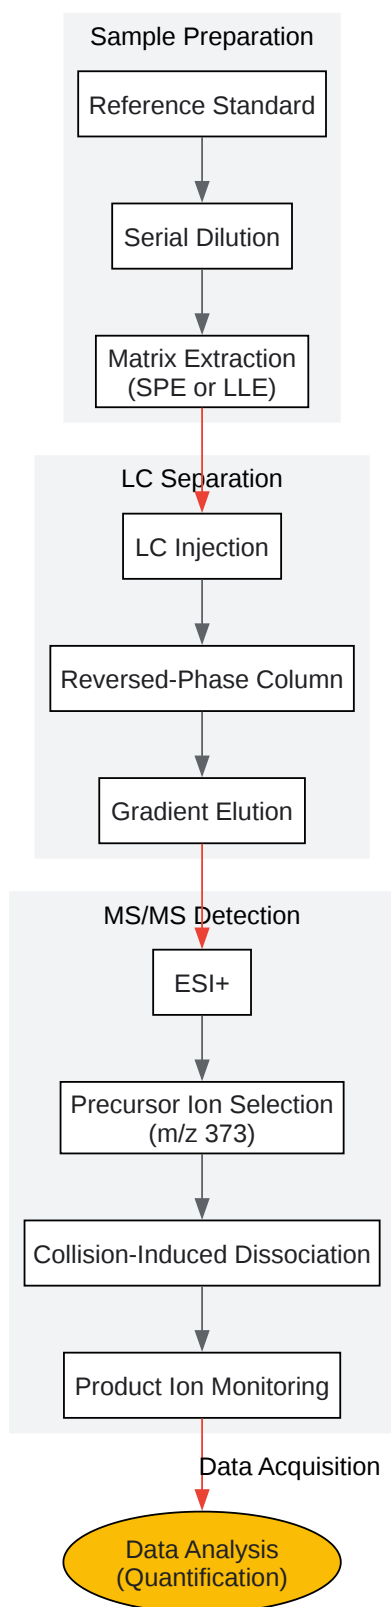 Sample Preparation
Reference Standard
Serial Dilution
Matrix Extraction
(SPE or LLE)
LC Separation
LC Injection
Reversed-Phase Column
Gradient Elution
MS/MS Detection
ESI+
Precursor Ion Selection
(m/z 373)
Collision-Induced Dissociation
Product Ion Monitoring
Data Acquisition
Data Analysis
(Quantification)